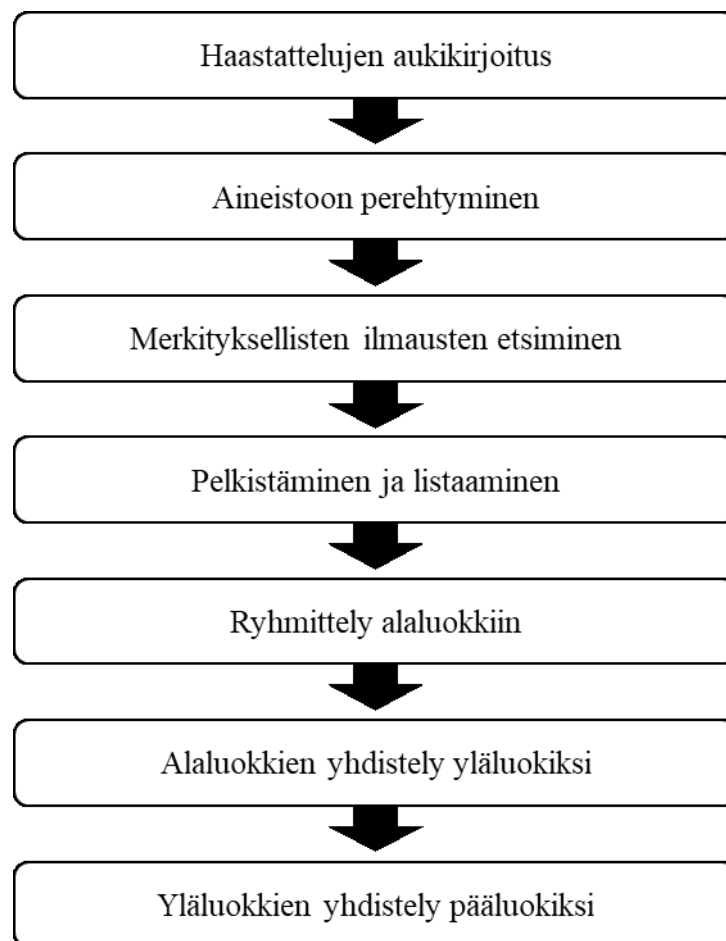 Haastattelujen aukikirjoitus
Aineistoon perehtyminen
Merkityksellisten ilmausten etsiminen
Pelkistäminen ja listaaminen
Ryhmittely alaluokkiin
Alaluokkien yhdistely yläluokiksi
Yläluokkien yhdistely pääluokiksi